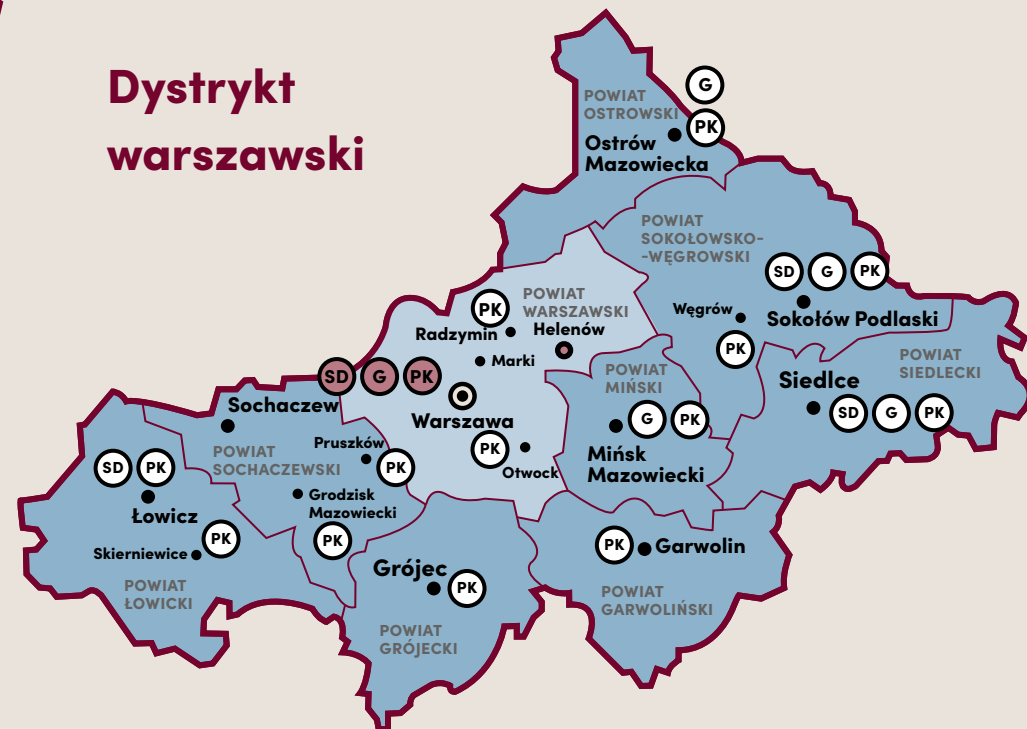 Dystrykt
warszawski
G
PK
POWIAT
OSTROWSKI
Ostrów
Mazowiecka
POWIAT
SOKOŁOWSKO-
-WĘGROWSKI
SD G PK
Węgrów
Sokołów Podlaski
PK
PK
POWIAT
WARSZAWSKI
Radzymin
Helenów
Marki
SD G PK
Warszawa
PK
Otwock
POWIAT
MIŃSKI
G PK
Mińsk
Mazowiecki
POWIAT
SIEDLECKI
Siedlce
SD G PK
Sochaczew
POWIAT
SOCHACZEWSKI
Pruszków
PK
Grodzisk
Mazowiecki
PK
SD PK
Łowicz
Skierniewice
PK
POWIAT
ŁOWICKI
Grójec
PK
POWIAT
GRÓJECKI
PK
Garwolin
POWIAT
GARWOLIŃSKI